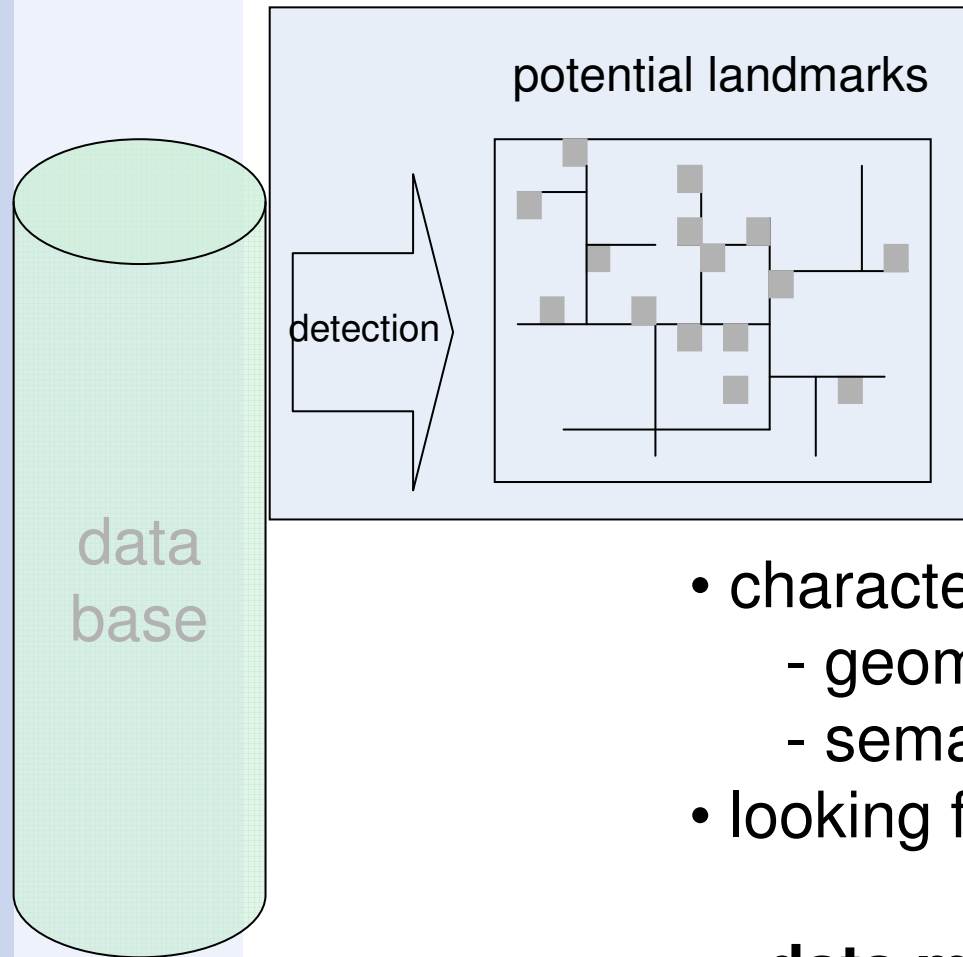 potential landmarks
detection
data
base
• characte
- geom
- sema
• looking f
data m